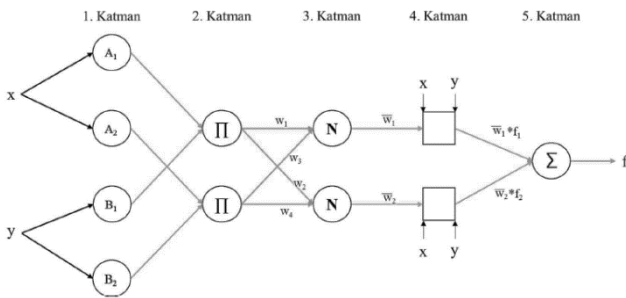 1. Katman 2. Katman 3. Katman 4. Katman 5. Katman
A₁
x y
x
A₂
∏ w₁ N w̅₁ w̅₁*f₁
w₃
Σ f
w₂
B₁
∏ w₄ N w̅₂ w̅₂*f₂
y
x y
B₂